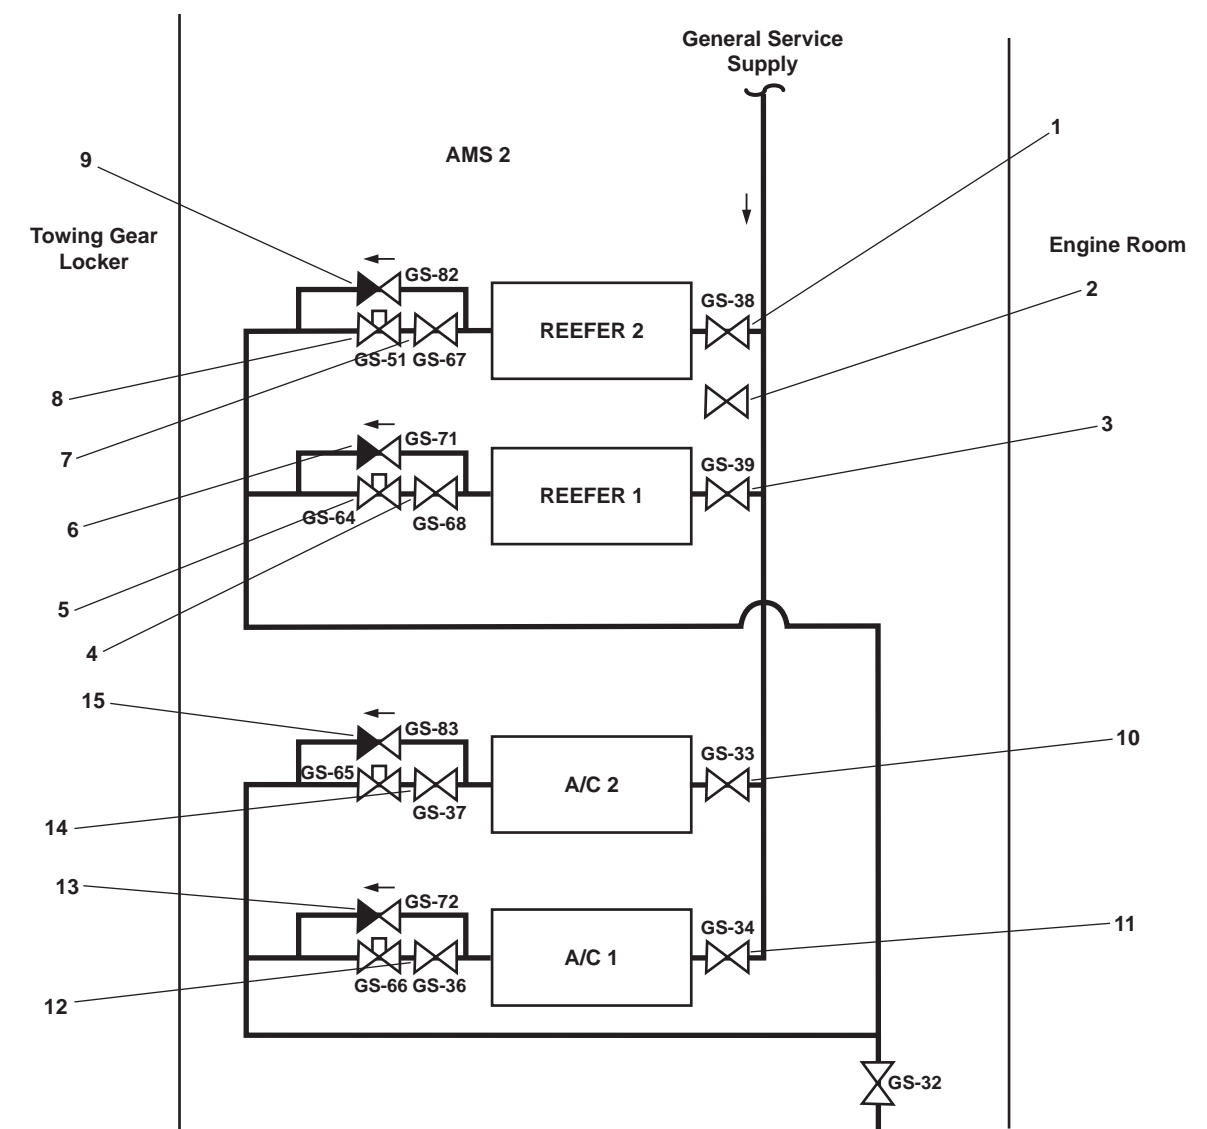 General Service
Supply
1
9
AMS 2
Towing Gear
Locker
Engine Room
GS-82
GS-38
2
REEFER 2
GS-51
GS-67
8
7
GS-71
3
GS-39
REEFER 1
GS-64
GS-68
6
5
4
15
GS-83
10
GS-33
GS-65
A/C 2
GS-37
14
13
GS-72
11
GS-34
A/C 1
GS-66
GS-36
12
GS-32